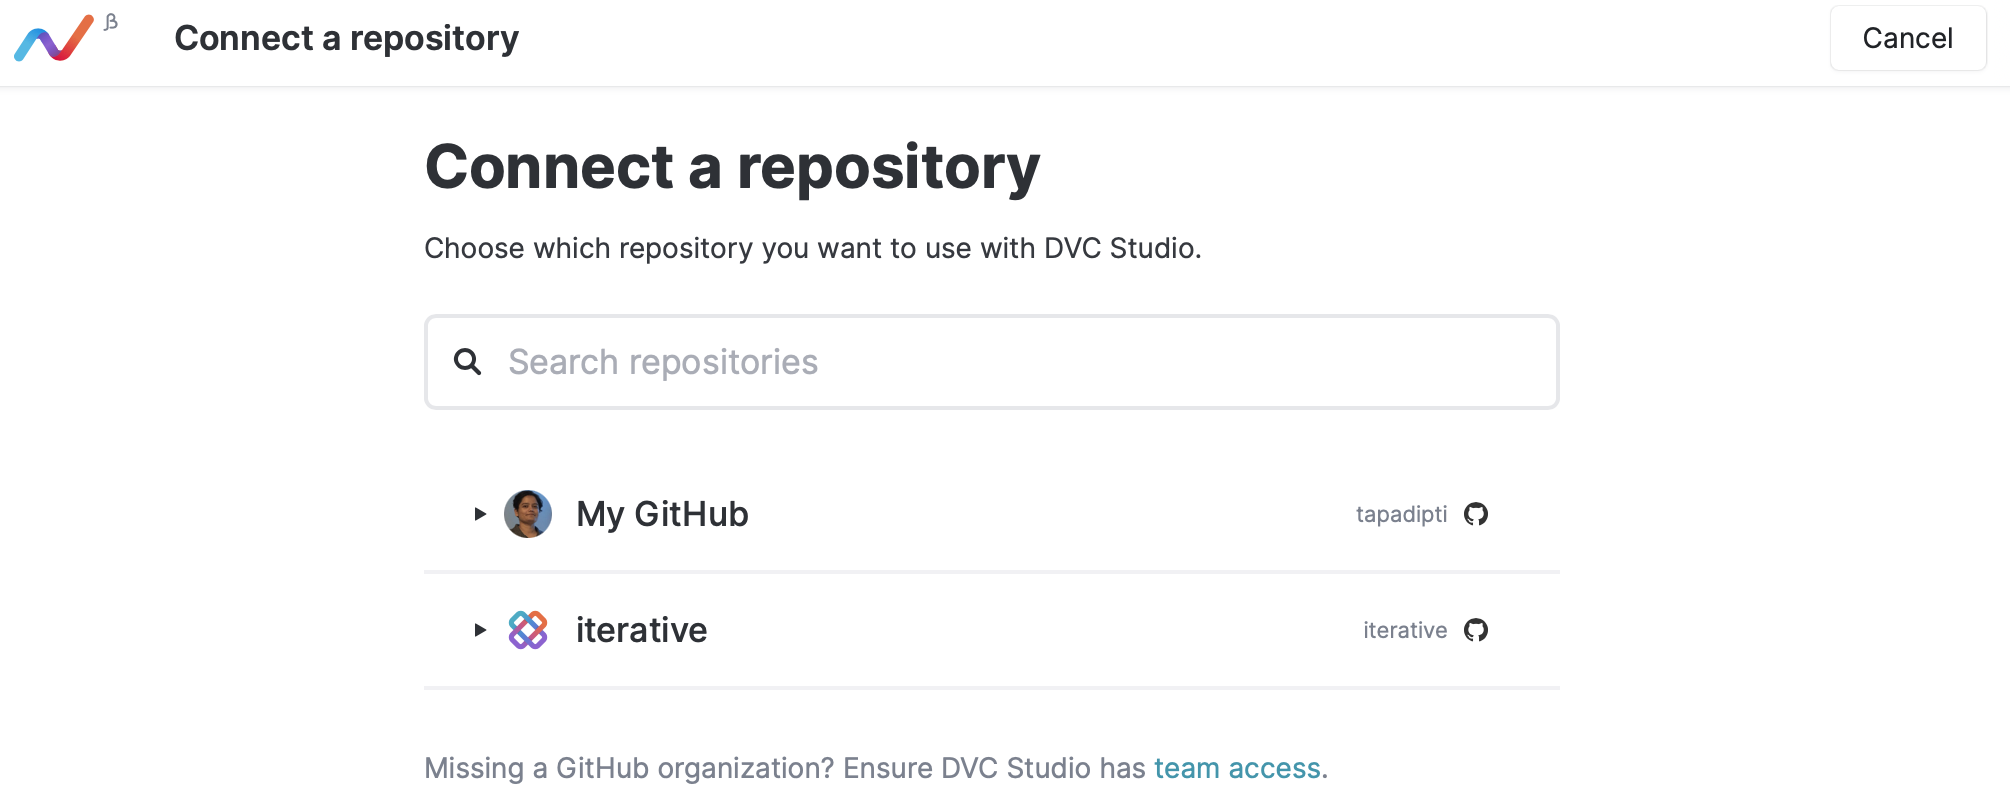 β
Connect a repository
Cancel
Connect a repository
Choose which repository you want to use with DVC Studio.
Search repositories
My GitHub
tapadipti
iterative
iterative
Missing a GitHub organization? Ensure DVC Studio has team access.